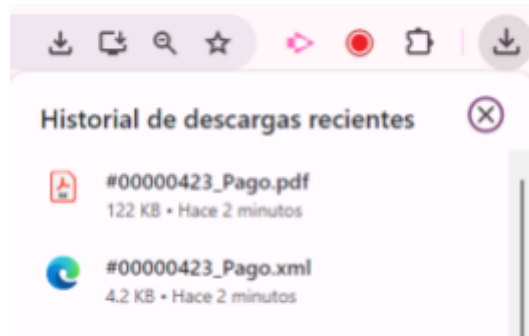 Historial de descargas recientes
#00000423_Pago.pdf
122 KB • Hace 2 minutos
#00000423_Pago.xml
4.2 KB • Hace 2 minutos